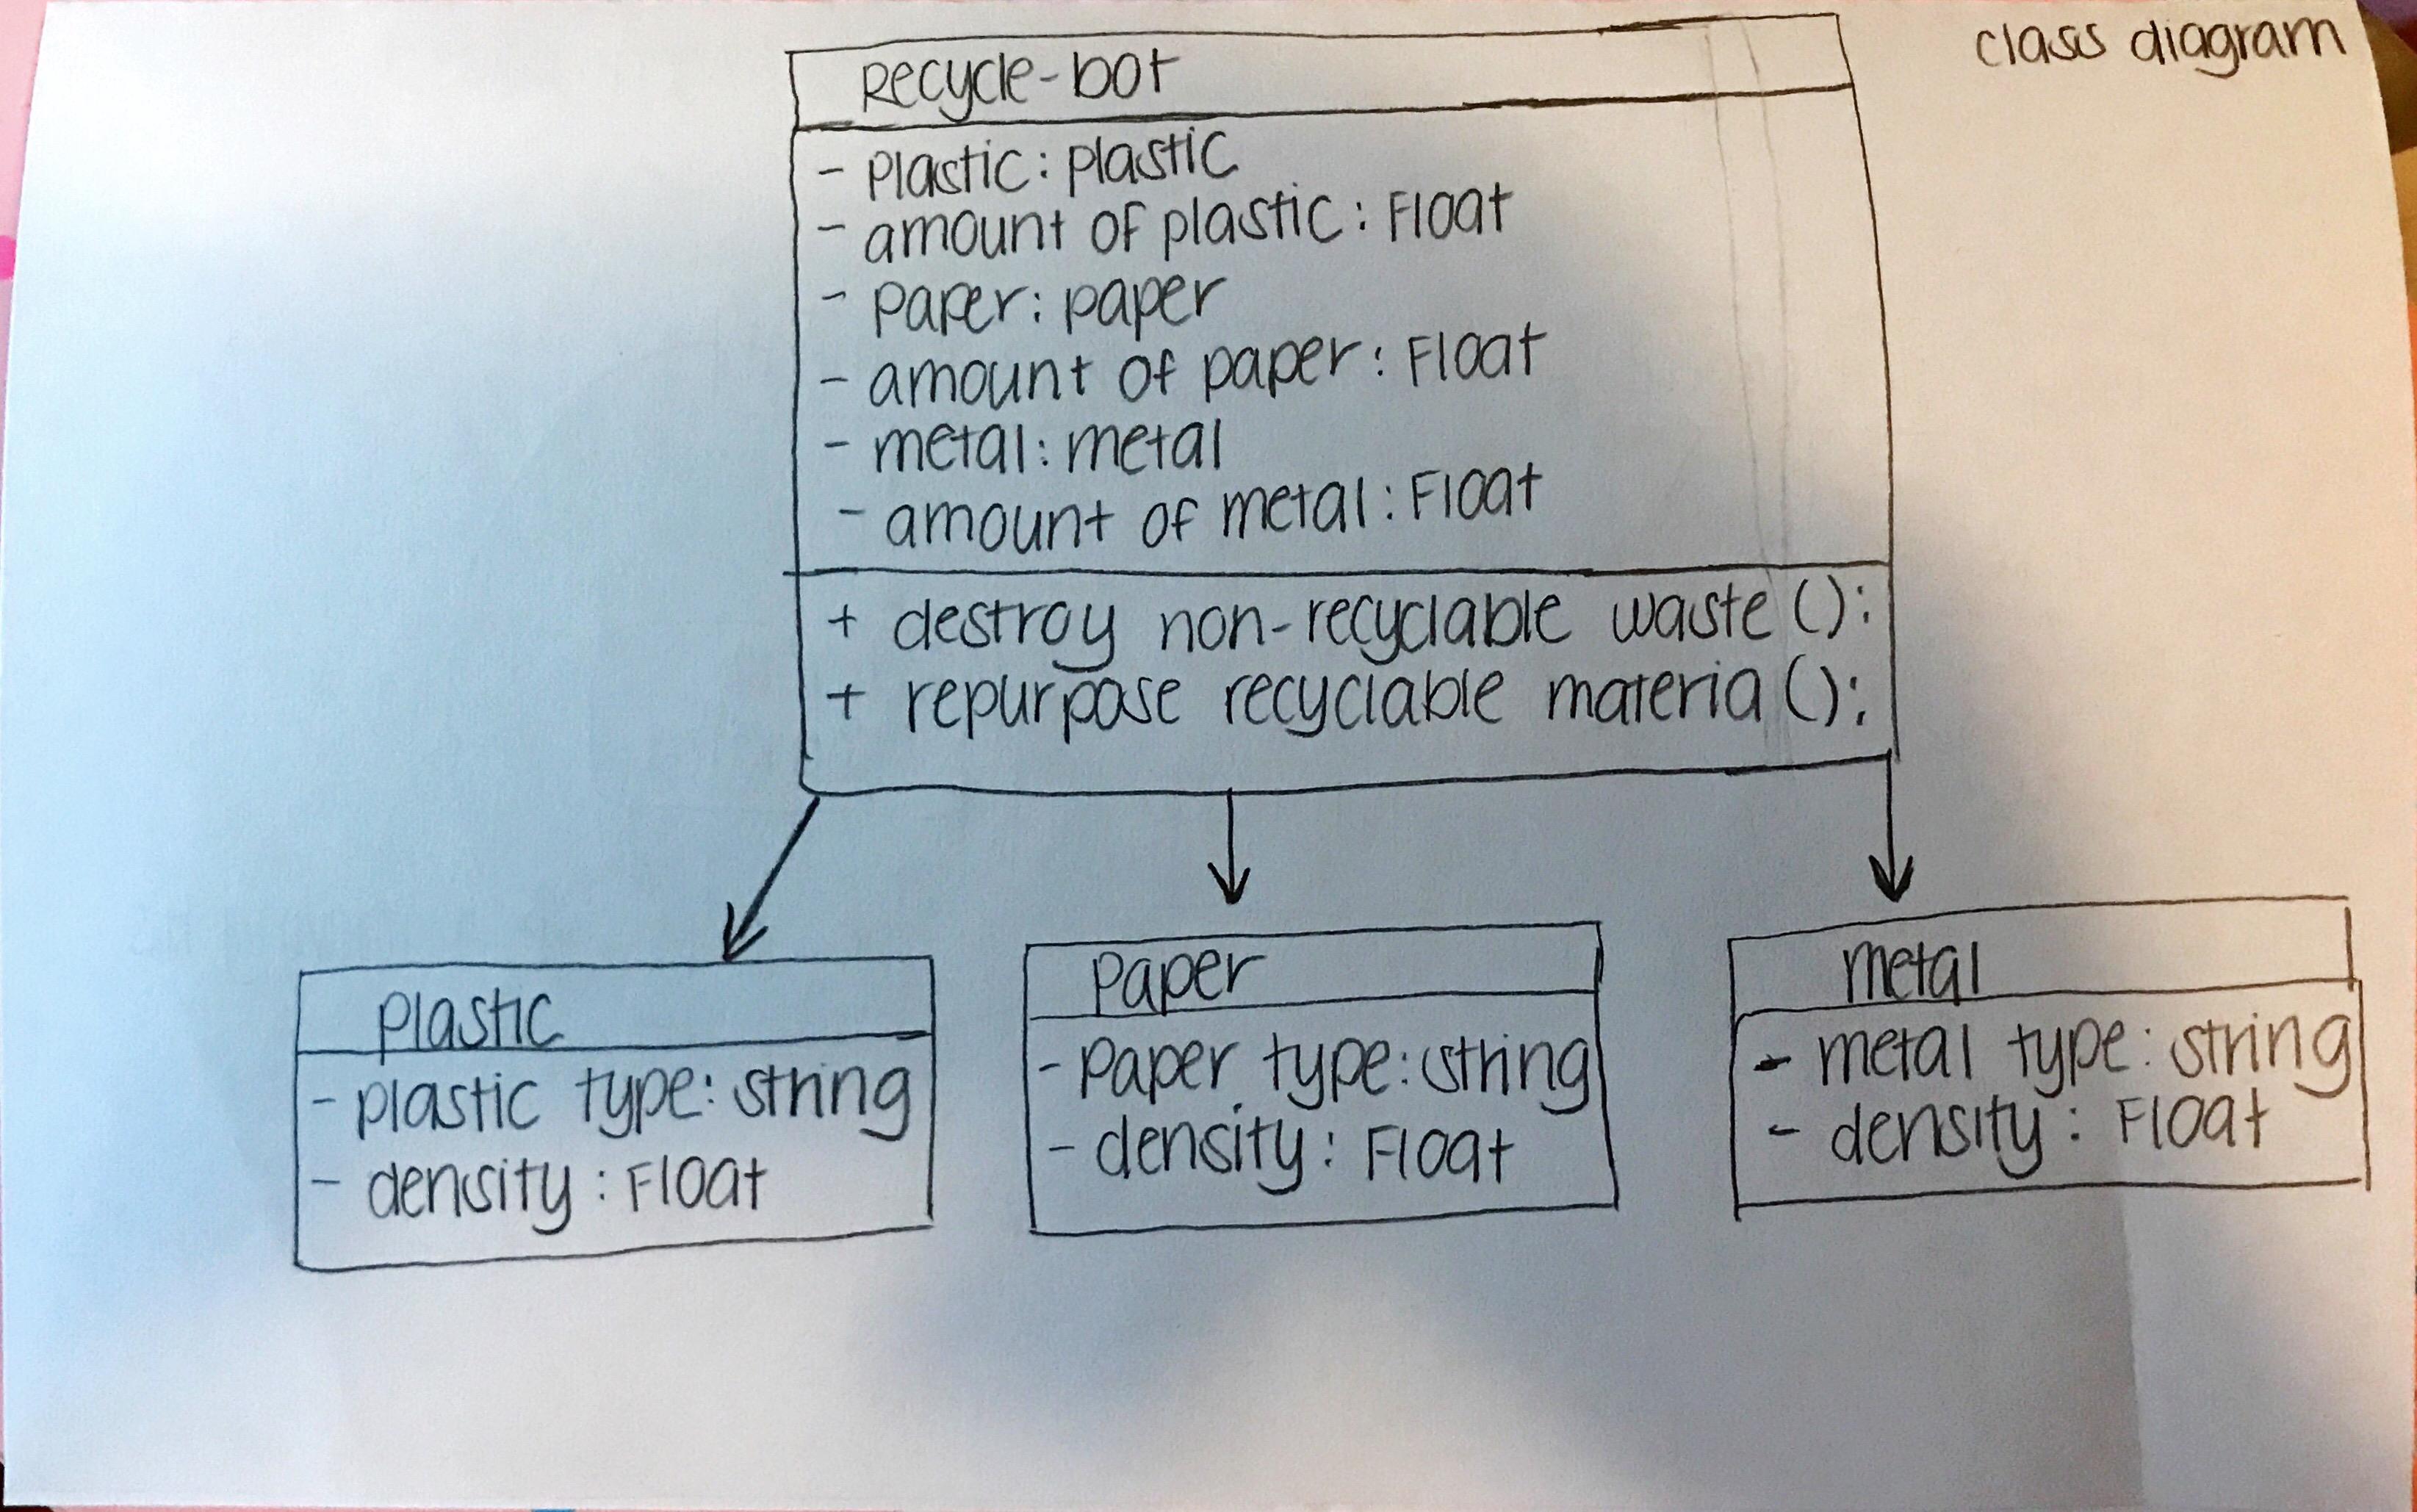 class diagram
Recycle-bot
- Plastic: plastic
- amount of plastic: Float
- Paper: paper
- amount of paper: Float
- metal: metal
- amount of metal: Float
+ destroy non-recyclable waste ():
+ repurpose recyclable materia ():
Plastic
- plastic type: string
- density: Float
Paper
- Paper type: string
- density: Float
metal
- metal type: string
- density: Float